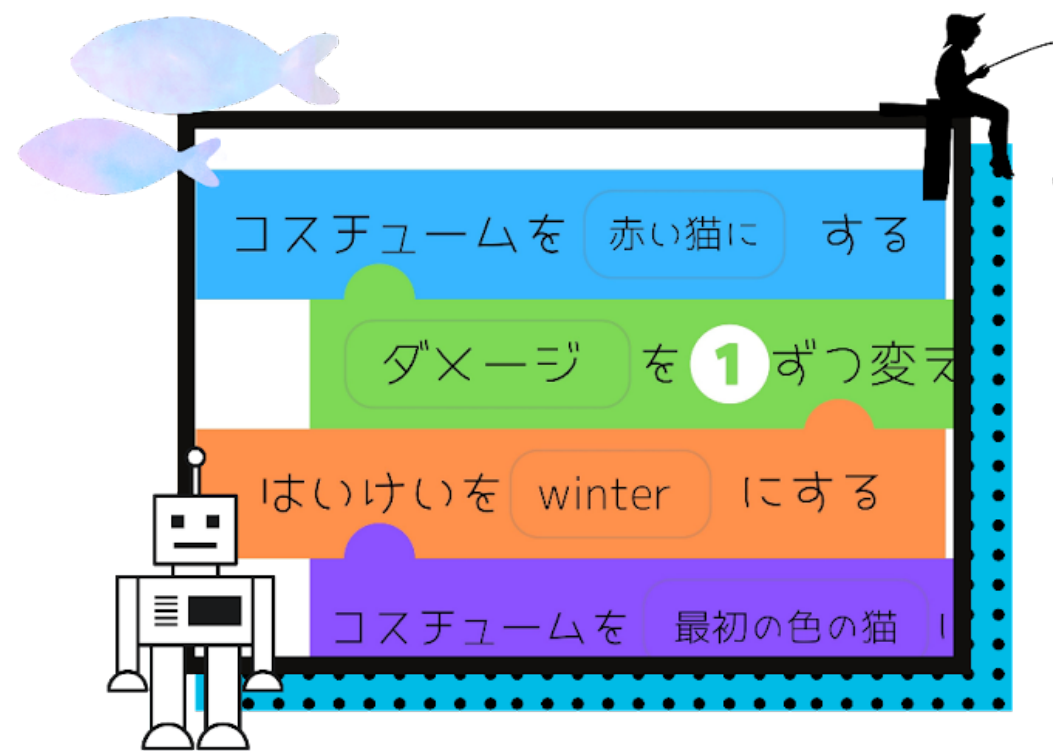 コスチュームを 赤い猫に する
ダメージ を 1 ずつ変え
はいけいを winter にする
コスチュームを 最初の色の猫